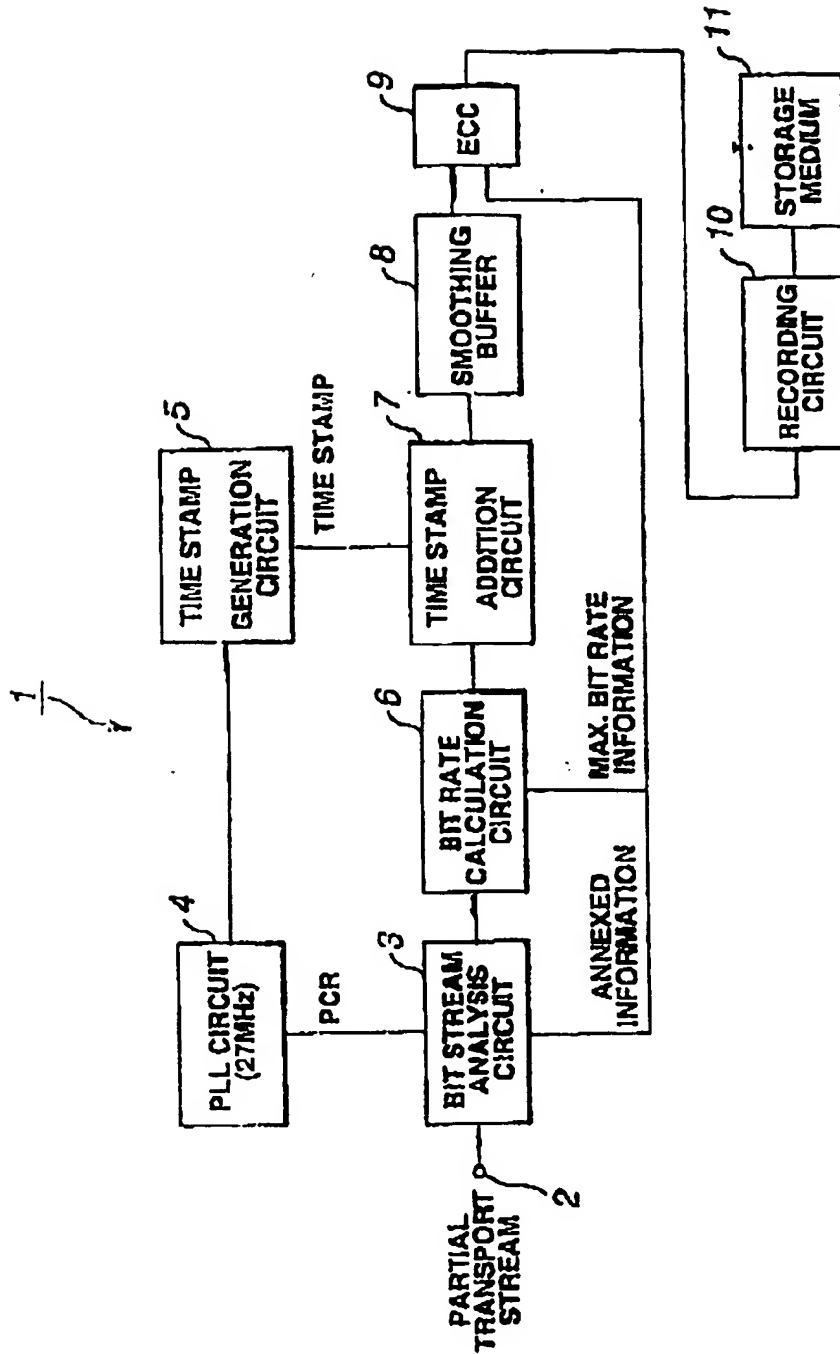 1
PARTIAL
TRANSPORT
STREAM
2
3
BIT STREAM
ANALYSIS
CIRCUIT
PCR
4
PLL CIRCUIT
(27MHz)
5
TIME STAMP
GENERATION
CIRCUIT
TIME STAMP
6
BIT RATE
CALCULATION
CIRCUIT
7
TIME STAMP
ADDITION
CIRCUIT
8
SMOOTHING
BUFFER
9
ECC
ANNEXED
INFORMATION
MAX. BIT RATE
INFORMATION
10
RECORDING
CIRCUIT
11
STORAGE
MEDIUM